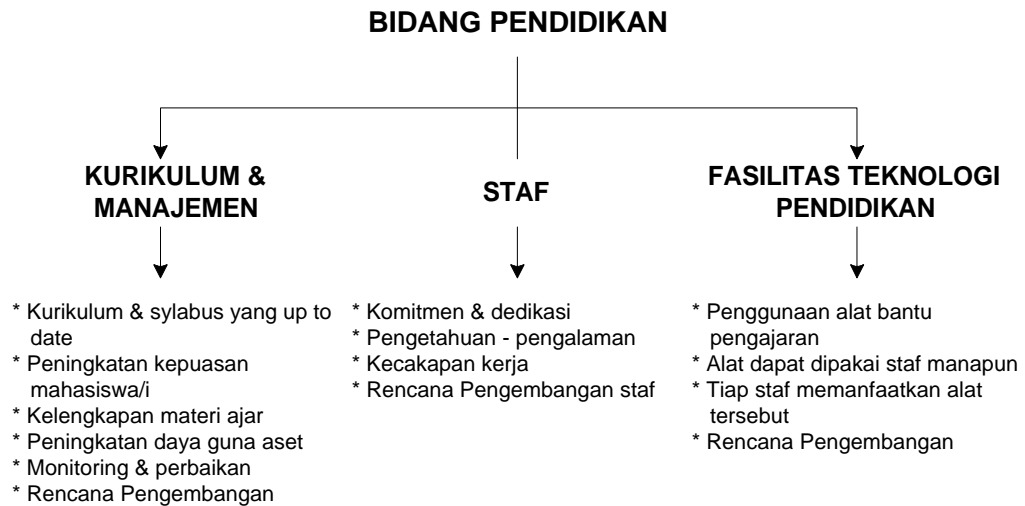 BIDANG PENDIDIKAN
KURIKULUM &
MANAJEMEN
STAF
FASILITAS TEKNOLOGI
PENDIDIKAN
* Kurikulum & sylabus yang up to
date
* Peningkatan kepuasan
mahasiswa/i
* Kelengkapan materi ajar
* Peningkatan daya guna aset
* Monitoring & perbaikan
* Rencana Pengembangan
* Komitmen & dedikasi
* Pengetahuan - pengalaman
* Kecakapan kerja
* Rencana Pengembangan staf
* Penggunaan alat bantu
pengajaran
* Alat dapat dipakai staf manapun
* Tiap staf memanfaatkan alat
tersebut
* Rencana Pengembangan